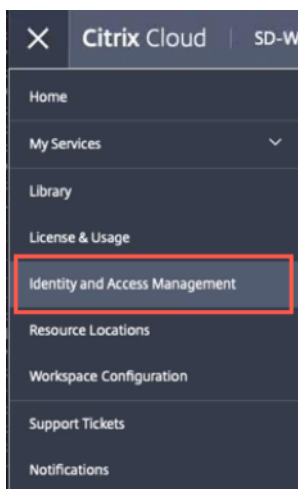 Citrix Cloud SD-W
Home
My Services
Library
License & Usage
Identity and Access Management
Resource Locations
Workspace Configuration
Support Tickets
Notifications